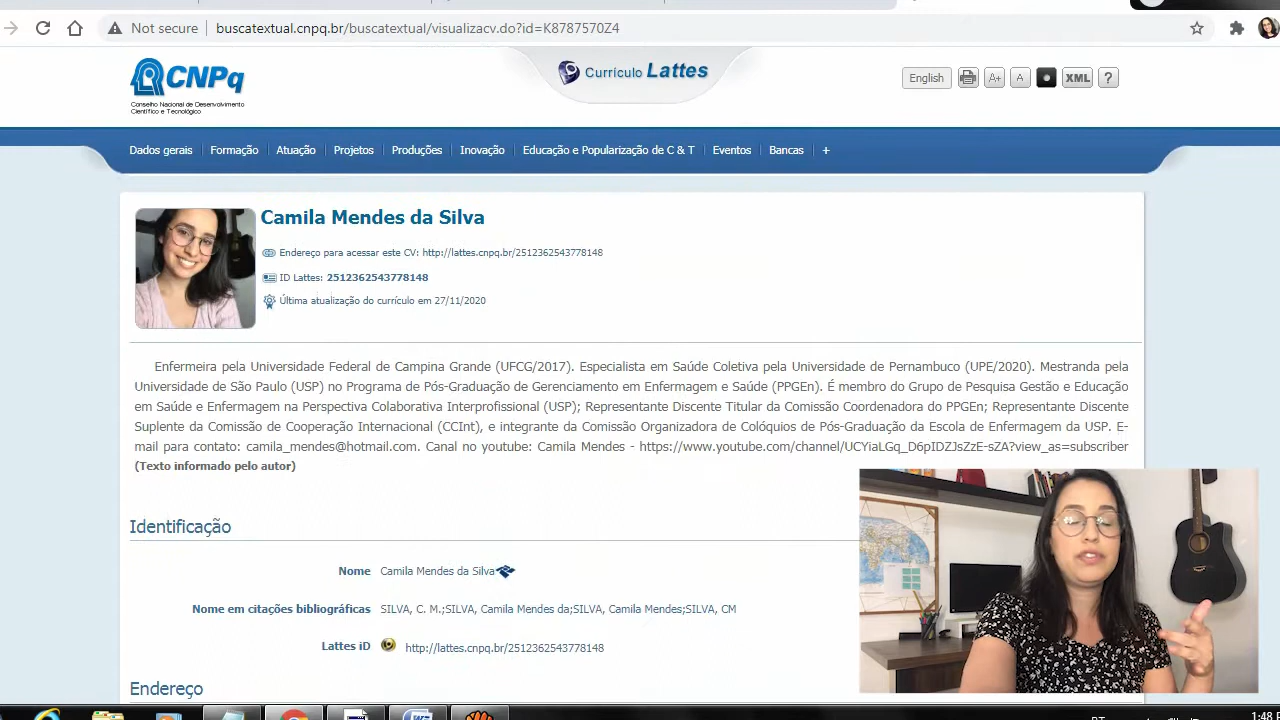 Not secure
buscatextual.cnpq.br/buscatextual/visualizacv.do?id=K8787570Z4
CNPq
Conselho Nacional de Desenvolvimento
Científico e Tecnológico
Currículo Lattes
English
A+
A
XML
?
Dados gerais Formação Atuação Projetos Produções Inovação Educação e Popularização de C & T Eventos Bancas +
Camila Mendes da Silva
Endereço para acessar este CV: http://lattes.cnpq.br/2512362543778148
ID Lattes: 2512362543778148
Última atualização do currículo em 27/11/2020
Enfermeira pela Universidade Federal de Campina Grande (UFCG/2017). Especialista em Saúde Coletiva pela Universidade de Pernambuco (UPE/2020). Mestranda pela
Universidade de São Paulo (USP) no Programa de Pós-Graduação de Gerenciamento em Enfermagem e Saúde (PPGEn). É membro do Grupo de Pesquisa Gestão e Educação
em Saúde e Enfermagem na Perspectiva Colaborativa Interprofissional (USP); Representante Discente Titular da Comissão Coordenadora do PPGEn; Representante Discente
Suplente da Comissão de Cooperação Internacional (CCInt), e integrante da Comissão Organizadora de Colóquios de Pós-Graduação da Escola de Enfermagem da USP. E-
mail para contato: camila_mendes@hotmail.com. Canal no youtube: Camila Mendes - https://www.youtube.com/channel/UCYiaLGq_D6pIDZJsZzE-sZA?view_as=subscriber
(Texto informado pelo autor)
Identificação
Nome Camila Mendes da Silva
Nome em citações bibliográficas SILVA, C. M.;SILVA, Camila Mendes da;SILVA, Camila Mendes;SILVA, CM
Lattes iD http://lattes.cnpq.br/2512362543778148
Endereço